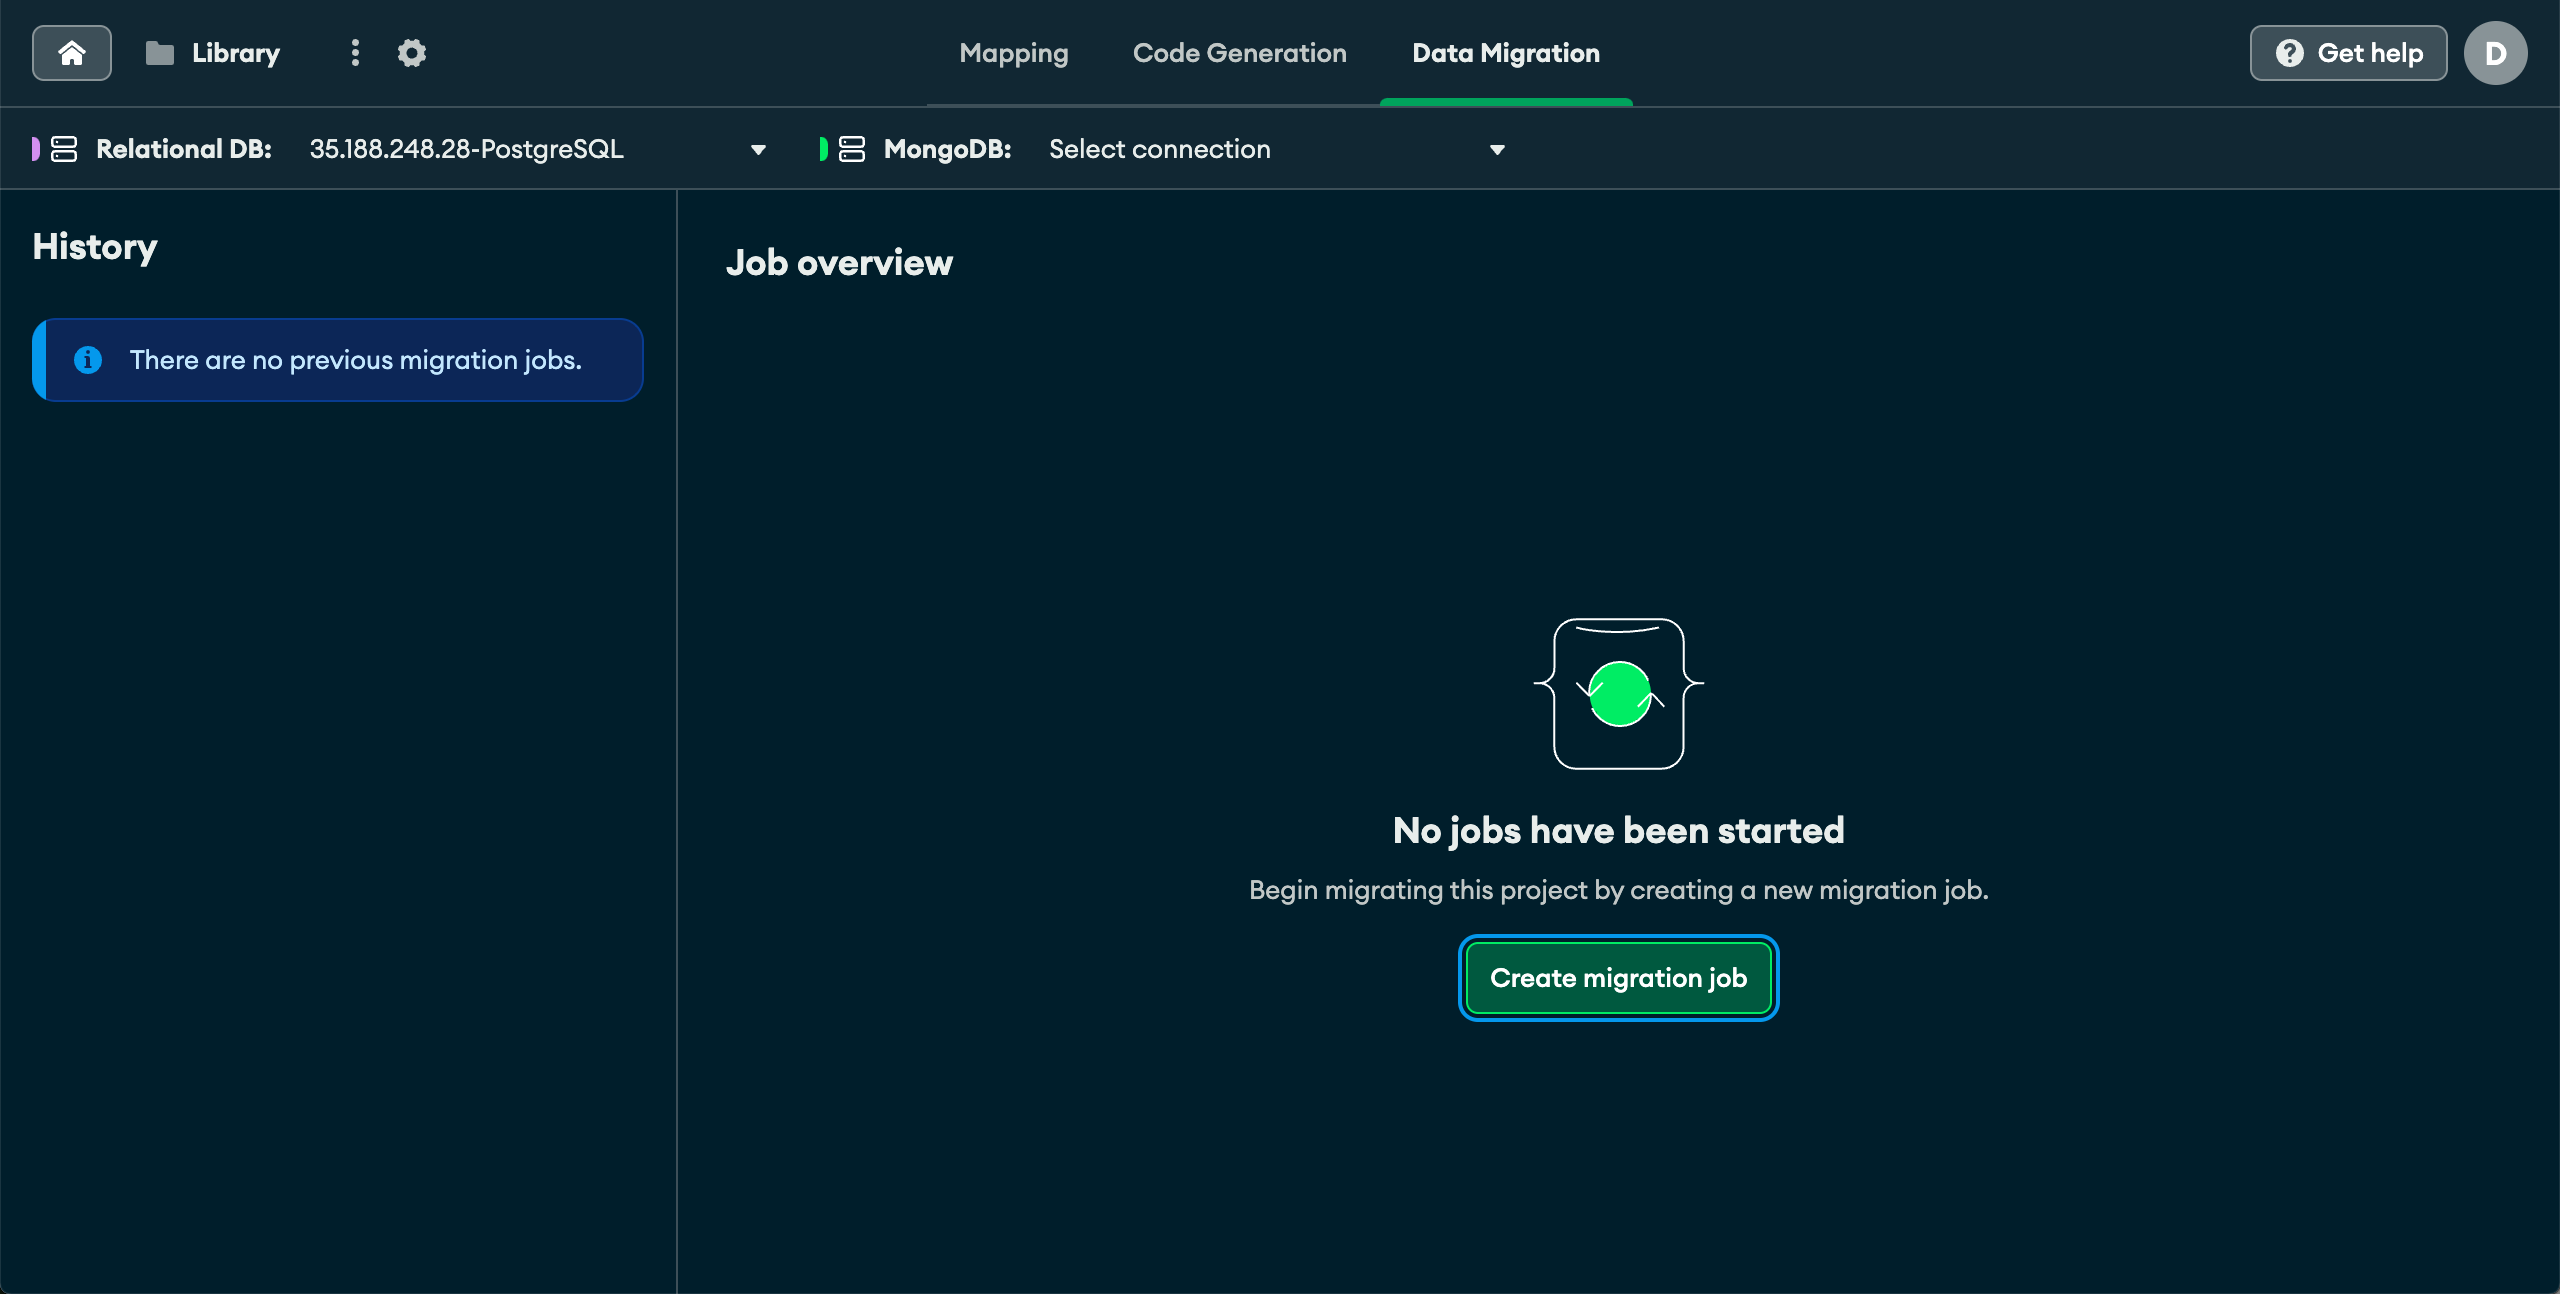 Library
Mapping
Code Generation
Data Migration
Get help
D
Relational DB: 35.188.248.28-PostgreSQL
MongoDB: Select connection
History
There are no previous migration jobs.
Job overview
No jobs have been started
Begin migrating this project by creating a new migration job.
Create migration job